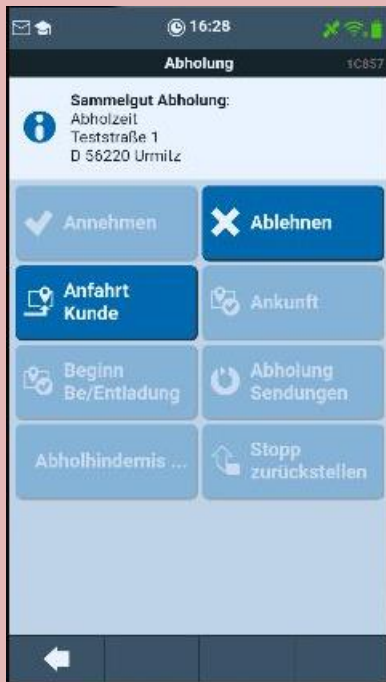 16:28
Abholung
1C857
Sammelgut Abholung:
Abholzeit
Teststraße 1
D 56220 Urmitz
Annehmen
Ablehnen
Anfahrt
Kunde
Ankunft
Beginn
Be/Entladung
Abholung
Sendungen
Abholhindernis ...
Stopp
zurückstellen